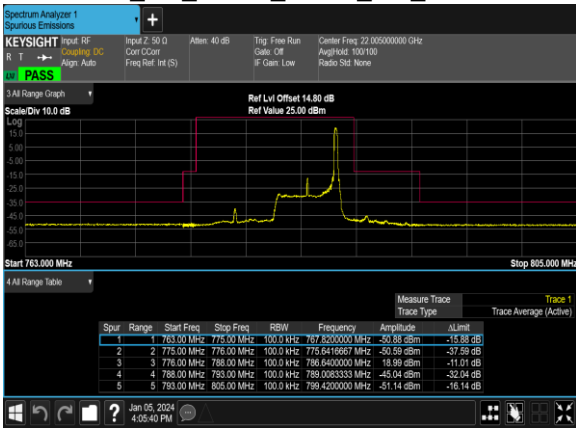 Spectrum Analyzer 1
Spurious Emissions
+
KEYSIGHT Input: RF
R T Coupling: DC
Align: Auto
LXI PASS
Input Z: 50 Ω
Corr CCorr
Freq Ref: Int (S)
Atten: 40 dB
Trig: Free Run
Gate: Off
IF Gain: Low
Center Freq: 22.005000000 GHz
Avg|Hold: 100/100
Radio Std: None
3 All Range Graph
Scale/Div 10.0 dB
Ref Lvl Offset 14.80 dB
Ref Value 25.00 dBm
Log
15.0
5.00
-15.0
-25.0
-35.0
-45.0
-55.0
-65.0
Start 763.000 MHz
Stop 805.000 MHz
4 All Range Table
Measure Trace Trace 1
Trace Type Trace Average (Active)
Spur Range Start Freq Stop Freq RBW Frequency Amplitude ΔLimit
1 1 763.00 MHz 775.00 MHz 100.0 kHz 767.8200000 MHz -50.88 dBm -15.88 dB
2 2 775.00 MHz 776.00 MHz 100.0 kHz 775.6416667 MHz -50.59 dBm -37.59 dB
3 3 776.00 MHz 788.00 MHz 100.0 kHz 786.6400000 MHz 18.99 dBm -11.01 dB
4 4 788.00 MHz 793.00 MHz 100.0 kHz 789.0083333 MHz -45.04 dBm -32.04 dB
5 5 793.00 MHz 805.00 MHz 100.0 kHz 799.4200000 MHz -51.14 dBm -16.14 dB
?
Jan 05, 2024
4:05:40 PM